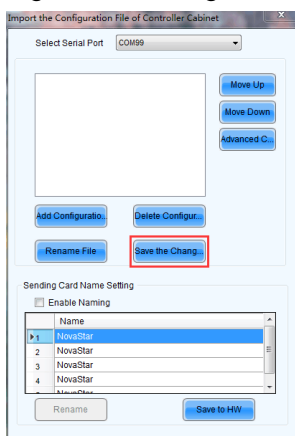 Import the Configuration File of Controller Cabinet
Select Serial Port COM99
Move Up
Move Down
Advanced C...
Add Configuratio... Delete Configur...
Rename File Save the Chang...
Sending Card Name Setting
Enable Naming
Name
1 NovaStar
2 NovaStar
3 NovaStar
4 NovaStar
NovaStar
Rename Save to HW